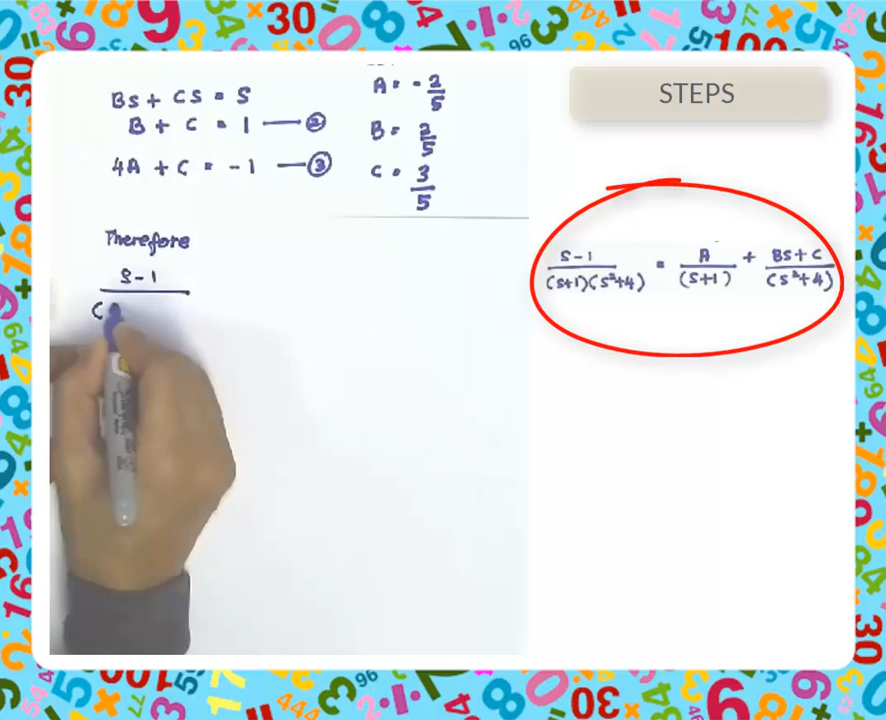 Bs + Cs = S
B + C = 1 —— ②
4A + C = -1 —— ③
A = - 2/5
B = 2/5
C = 3/5
Therefore
S-1
(
STEPS
S-1/(S+1)(S²+4) = A/(S+1) + BS+C/(S²+4)